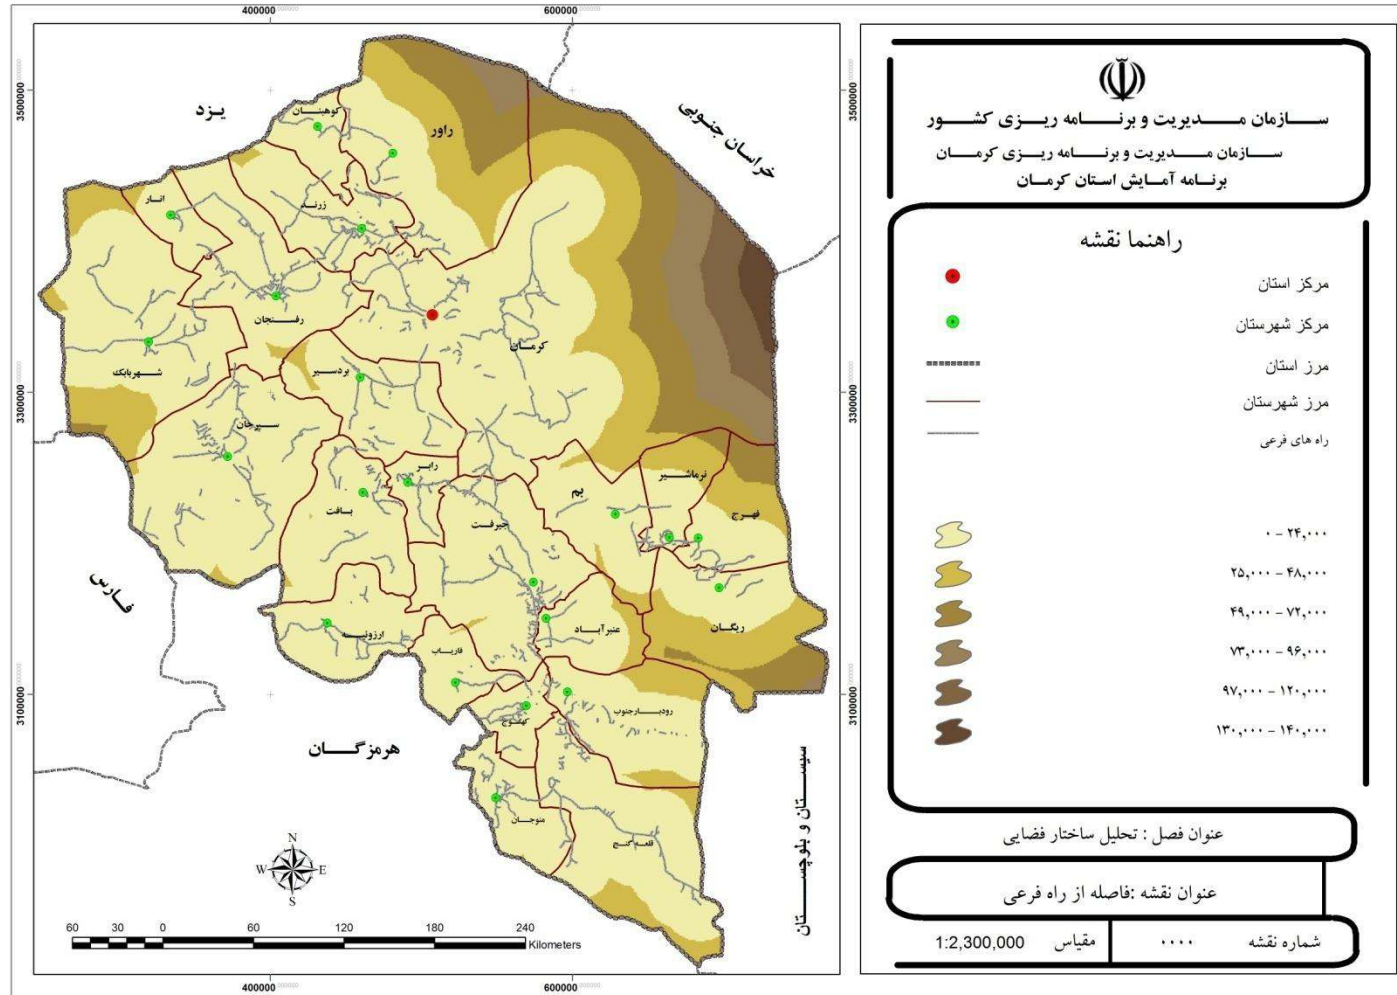 400000
600000
3500000
3300000
3100000
3500000
3300000
3100000
400000
600000
یزد
خراسان جنوبی
فارس
هرمزگان
سیستان و بلوچستان
کوهبنان
راور
انار
زرند
رفسنجان
کرمان
شهربابک
بردسیر
سیرجان
رابر
بافت
جیرفت
بم
نرماشیر
فهرج
ریگان
عنبرآباد
ارزوئیه
فاریاب
رودبارجنوب
کهنوج
منوجان
قلعه گنج
N
W E
S
60 30 0 60 120 180 240
Kilometers
سازمان مدیریت و برنامه ریزی کشور
سازمان مدیریت و برنامه ریزی کرمان
برنامه آمایش استان کرمان
راهنما نقشه
مرکز استان
مرکز شهرستان
مرز استان
مرز شهرستان
راه های فرعی
۰ - ۲۴,۰۰۰
۲۵,۰۰۰ - ۴۸,۰۰۰
۴۹,۰۰۰ - ۷۲,۰۰۰
۷۳,۰۰۰ - ۹۶,۰۰۰
۹۷,۰۰۰ - ۱۲۰,۰۰۰
۱۳۰,۰۰۰ - ۱۴۰,۰۰۰
عنوان فصل : تحلیل ساختار فضایی
عنوان نقشه :فاصله از راه فرعی
شماره نقشه ۰۰۰۰ مقیاس 1:2,300,000